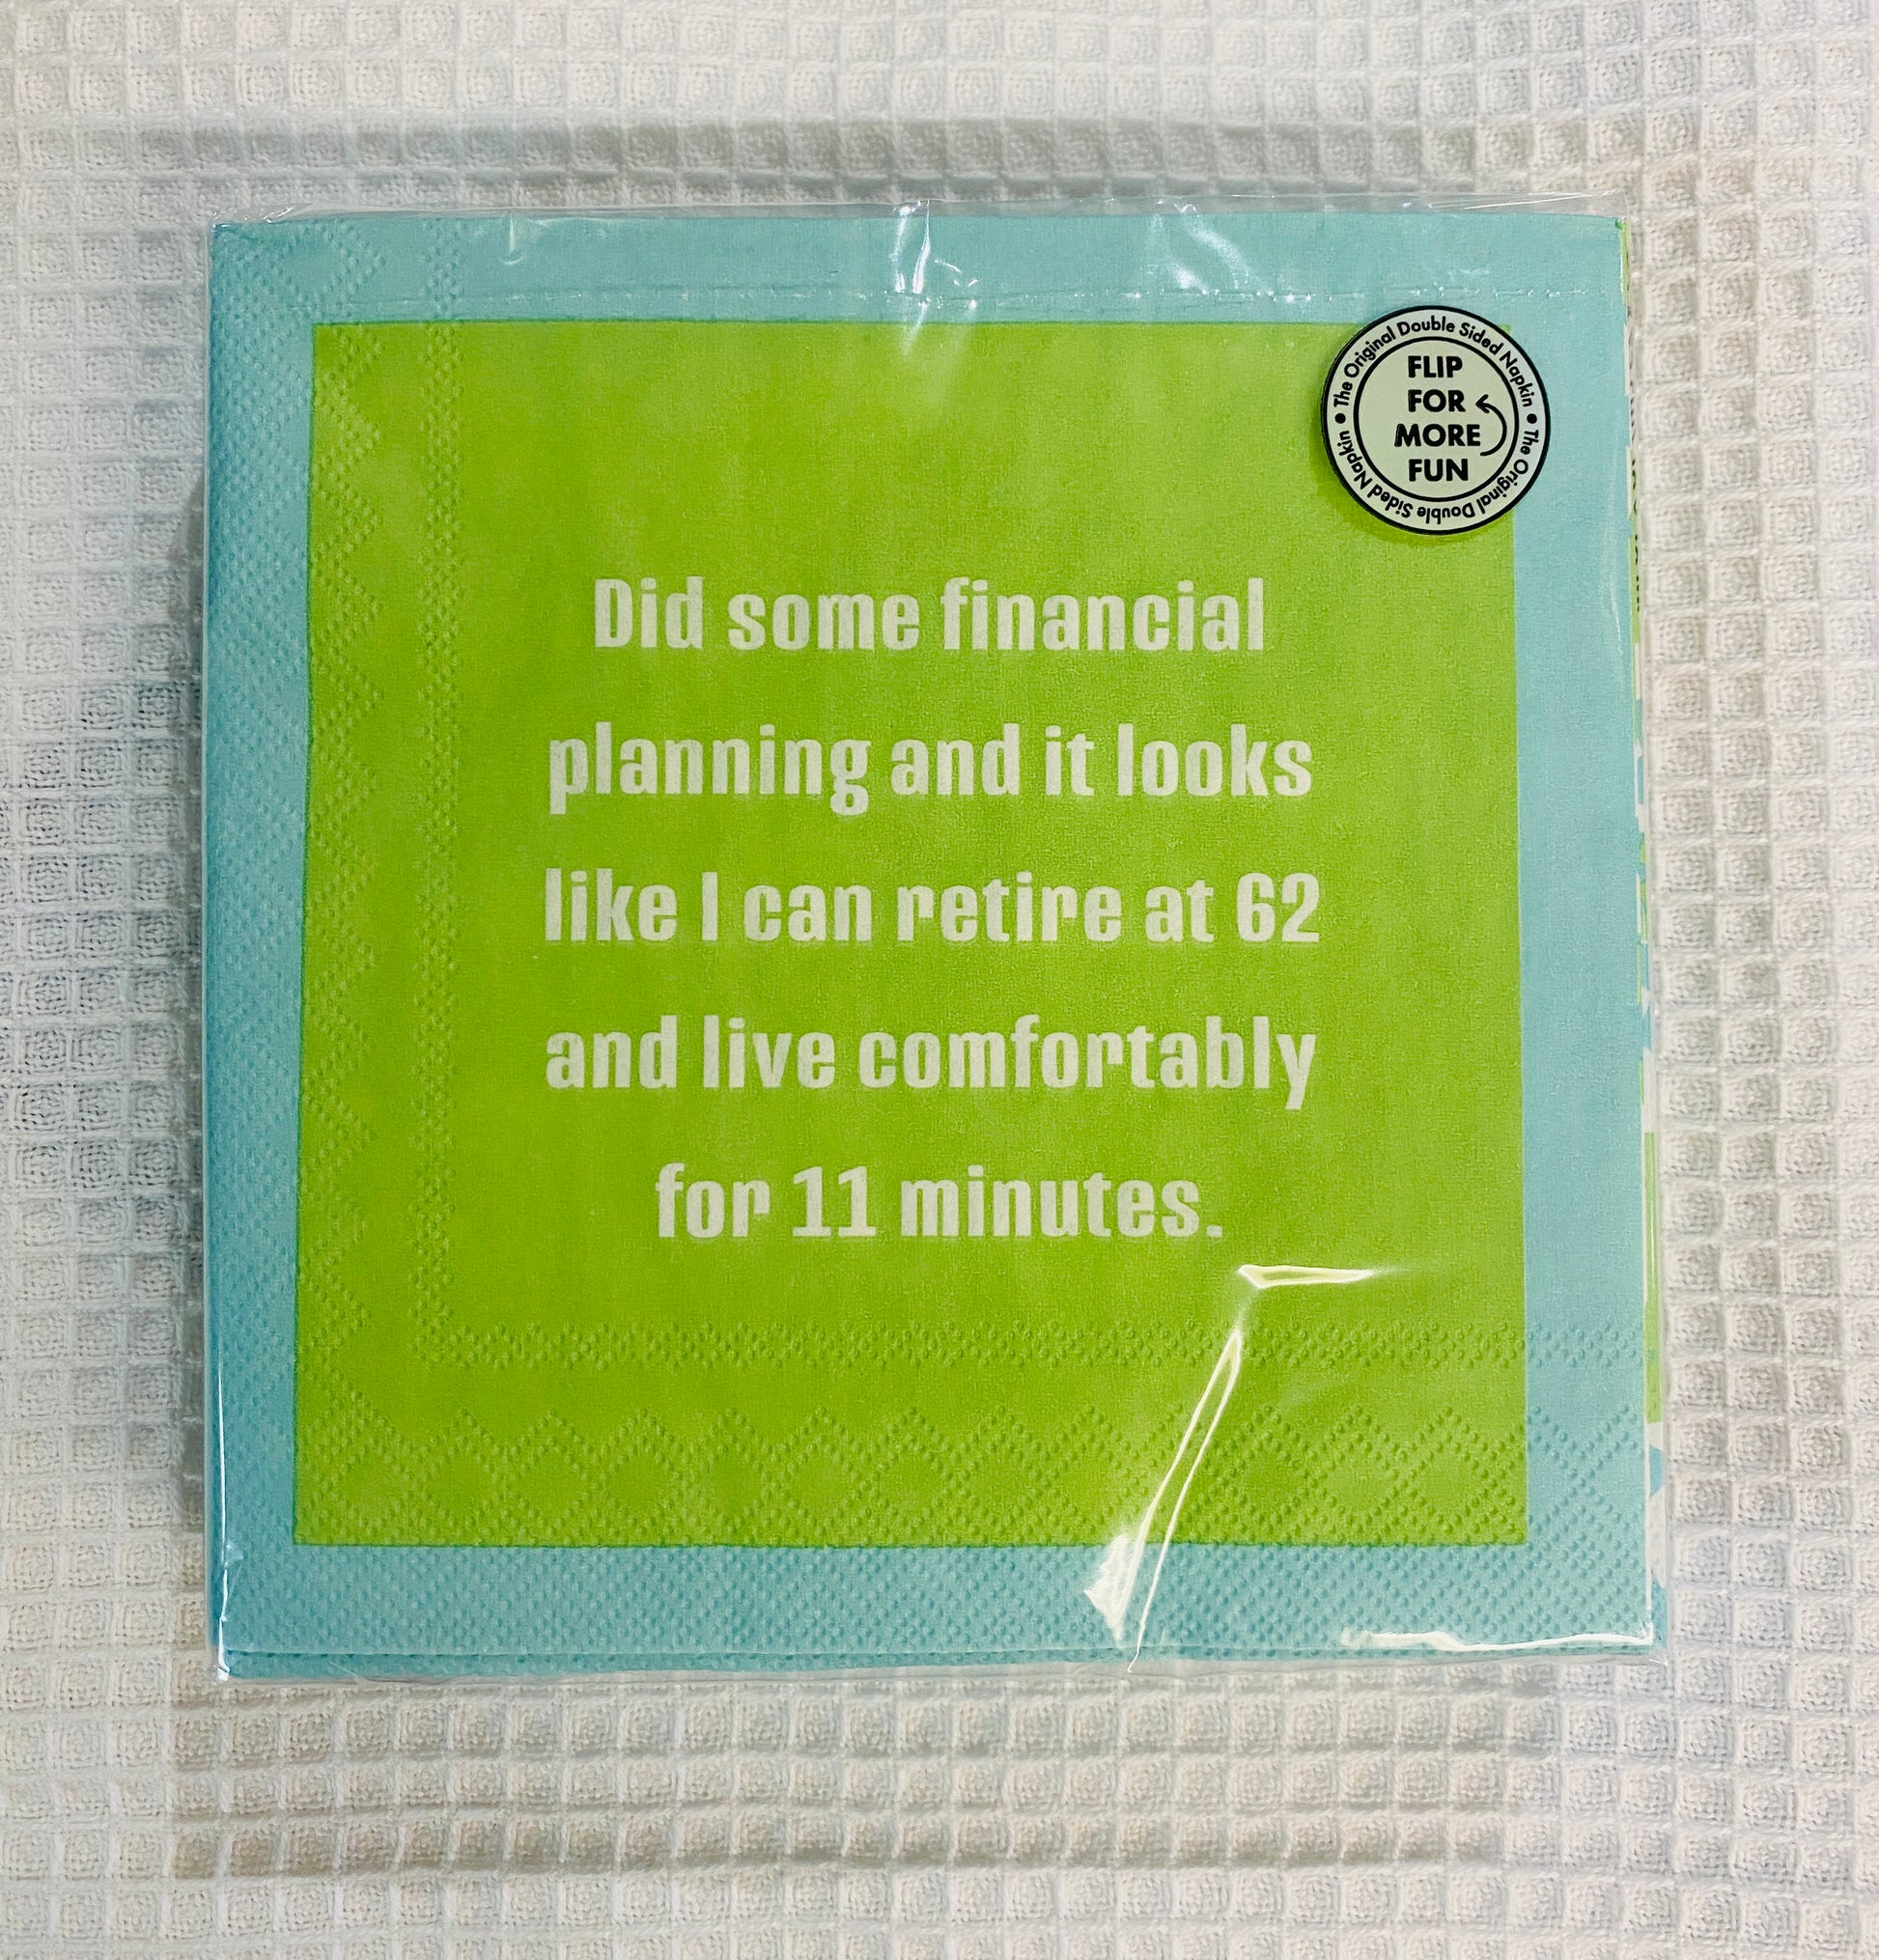 The Original Double Sided Napkin • The Original Double Sided Napkin •
FLIP
FOR
MORE
FUN
Did some financial
planning and it looks
like I can retire at 62
and live comfortably
for 11 minutes.